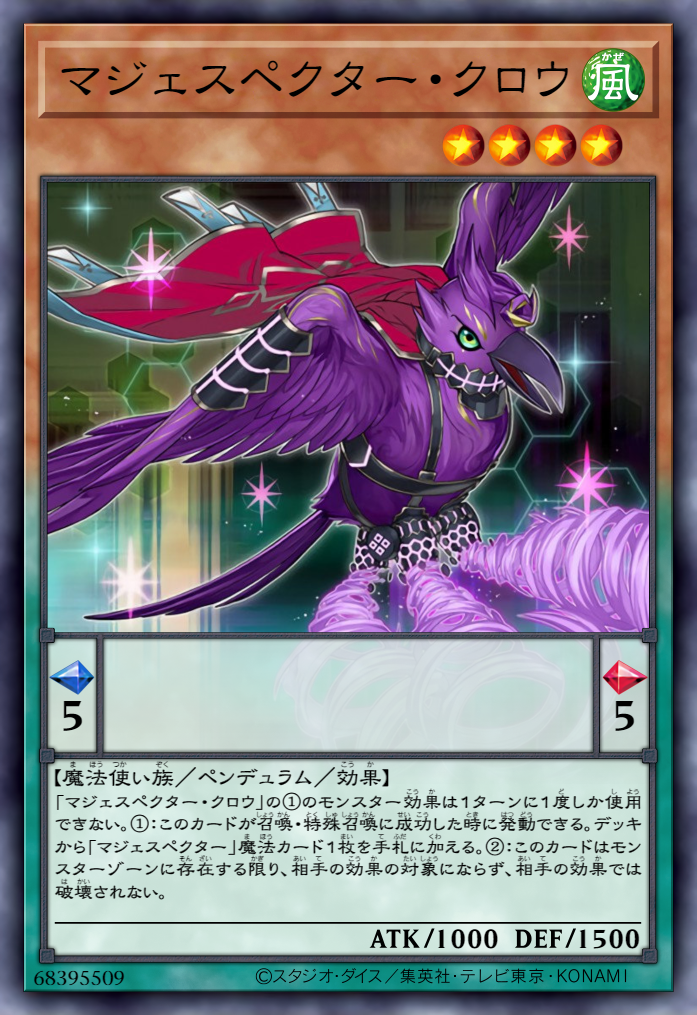 マジェスペクター・クロウ
風
5
5
【魔法使い族／ペンデュラム／効果】
「マジェスペクター・クロウ」の①のモンスター効果は1ターンに1度しか使用
できない。①：このカードが召喚・特殊召喚に成功した時に発動できる。デッキ
から「マジェスペクター」魔法カード1枚を手札に加える。②：このカードはモン
スターゾーンに存在する限り、相手の効果の対象にならず、相手の効果では
破壊されない。
ATK/1000 DEF/1500
68395509 ©スタジオ・ダイス／集英社・テレビ東京・KONAMI